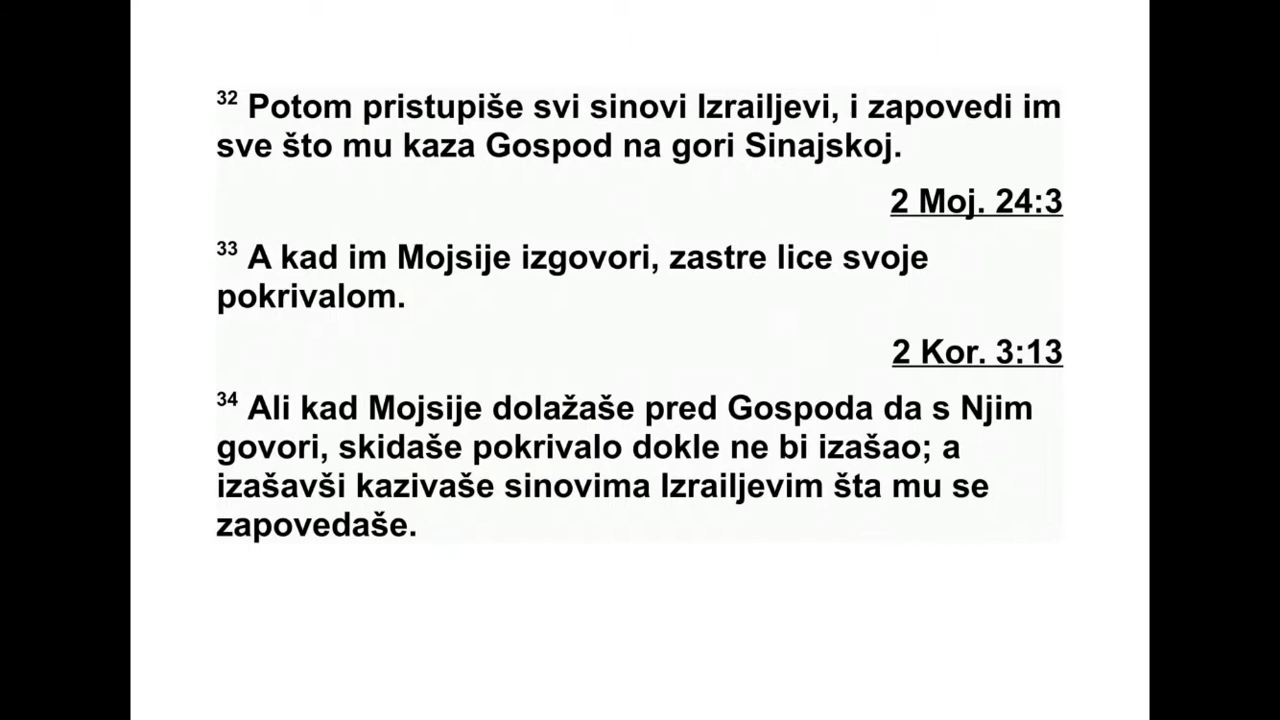 32 Potom pristupiše svi sinovi Izrailjevi, i zapovedi im
sve što mu kaza Gospod na gori Sinajskoj.
2 Moj. 24:3
33 A kad im Mojsije izgovori, zastre lice svoje
pokrivalom.
2 Kor. 3:13
34 Ali kad Mojsije dolažaše pred Gospoda da s Njim
govori, skidaše pokrivalo dokle ne bi izašao; a
izašavši kazivaše sinovima Izrailjevim šta mu se
zapovedaše.